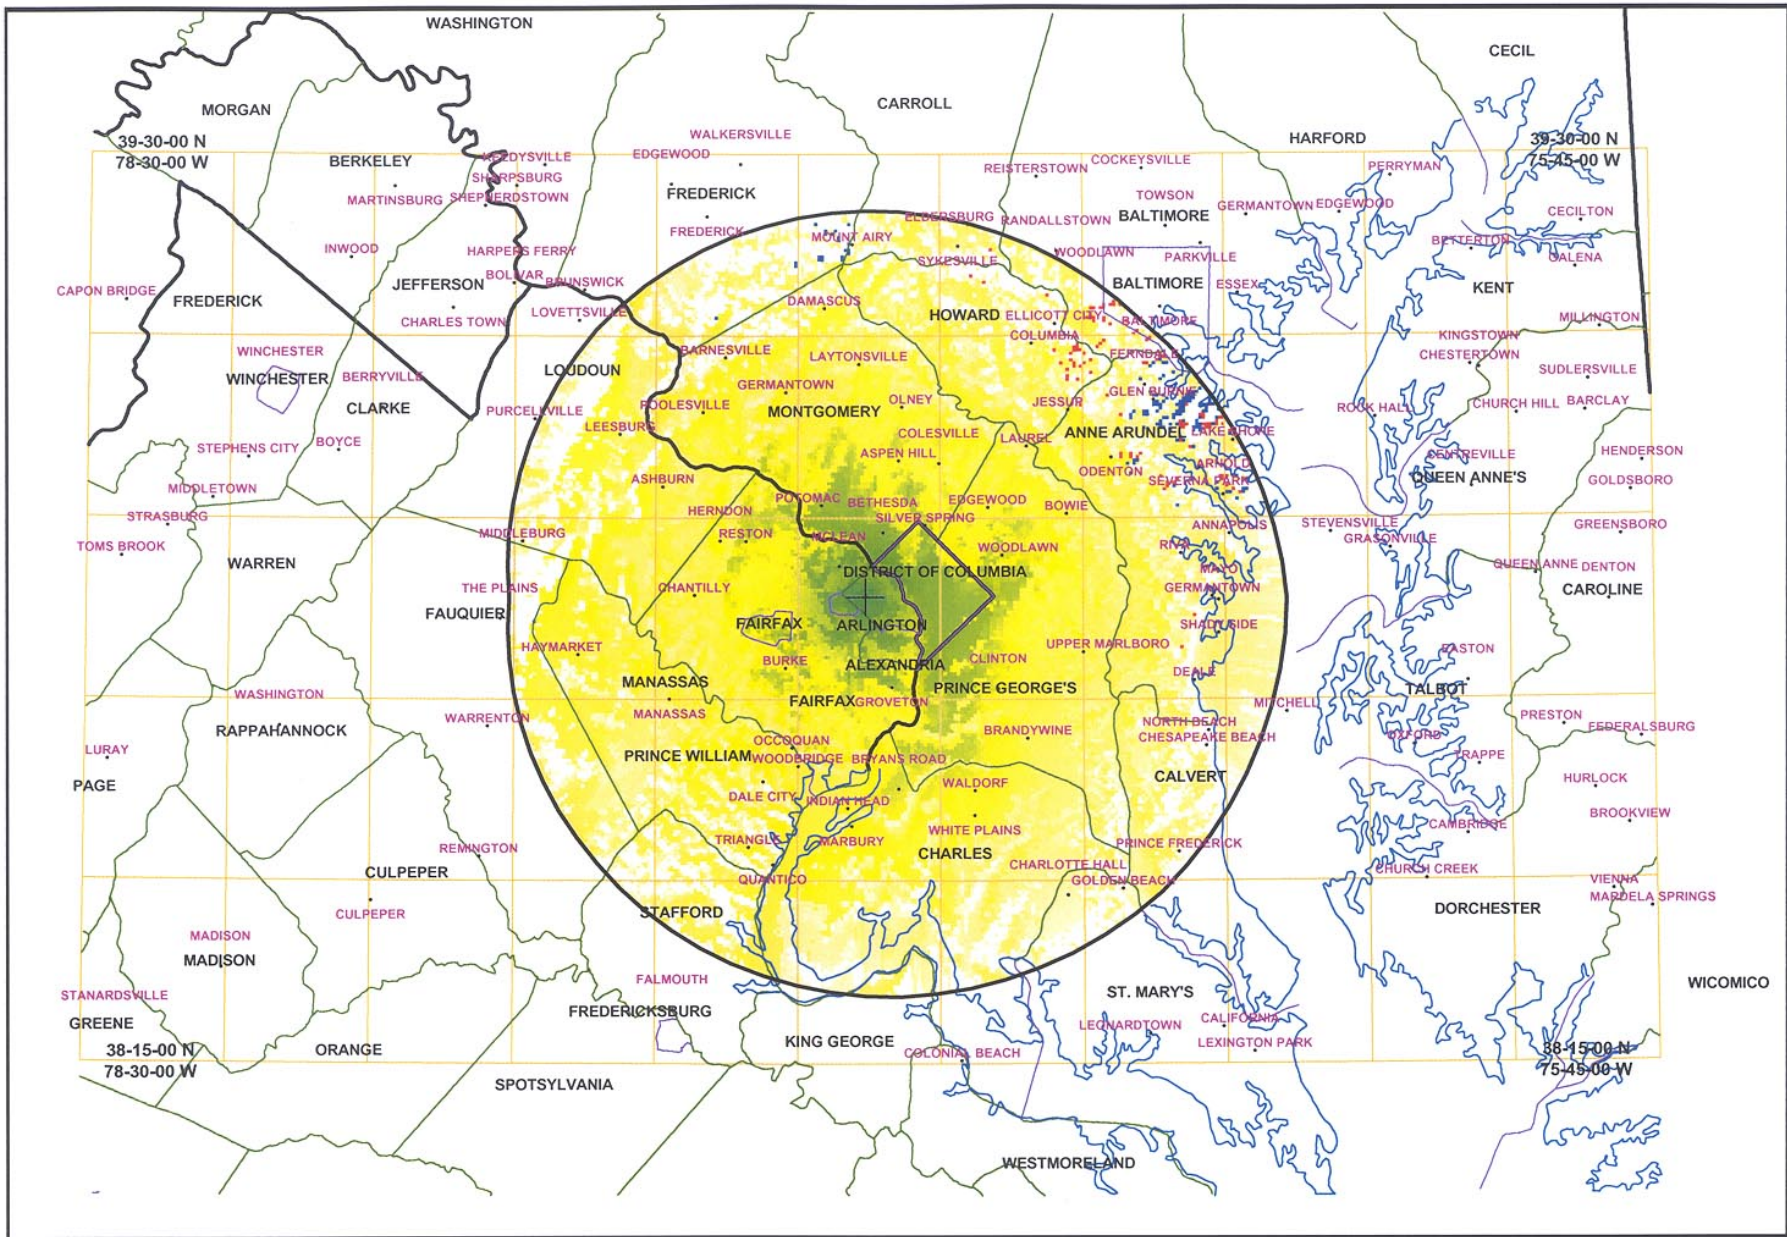 WASHINGTON
CECIL
CARROLL
MORGAN
HARFORD
WALKERSVILLE
39-30-00 N
78-30-00 W
39-30-00 N
75-45-00 W
BERKELEY
KEEDYSVILLE
EDGEWOOD
REISTERSTOWN
COCKEYSVILLE
PERRYMAN
SHARPSBURG
MARTINSBURG
SHEPHERDSTOWN
FREDERICK
TOWSON
GERMANTOWN
EDGEWOOD
CECILTON
ELDERSBURG
RANDALLSTOWN
BALTIMORE
FREDERICK
MOUNT AIRY
BETTERTON
INWOOD
HARPERS FERRY
SYKESVILLE
WOODLAWN
PARKVILLE
GALENA
CAPON BRIDGE
FREDERICK
JEFFERSON
BOLIVAR
BRUNSWICK
BALTIMORE
ESSEX
KENT
DAMASCUS
HOWARD
ELLICOTT CITY
BALTIMORE
MILLINGTON
CHARLES TOWN
LOVETTSVILLE
COLUMBIA
KINGSTOWN
WINCHESTER
BARNESVILLE
LAYTONSVILLE
FERNDALE
CHESTERTOWN
WINCHESTER
BERRYVILLE
LOUDOUN
GERMANTOWN
SUDLERSVILLE
CLARKE
PURCELLVILLE
POOLESVILLE
MONTGOMERY
OLNEY
JESSUP
GLEN BURNIE
ROCK HALL
CHURCH HILL
BARCLAY
LEESBURG
COLESVILLE
LAUREL
ANNE ARUNDEL
LAKE SHORE
STEPHENS CITY
BOYCE
ASPEN HILL
CENTREVILLE
HENDERSON
ASHBURN
ODENTON
ARNOLD
SEVERNA PARK
QUEEN ANNE'S
GOLDSBORO
MIDDLETOWN
POTOMAC
BETHESDA
EDGEWOOD
BOWIE
STRASBURG
HERNDON
SILVER SPRING
ANNAPOLIS
STEVENSVILLE
GREENSBORO
TOMS BROOK
MIDDLEBURG
RESTON
MCLEAN
WOODLAWN
RIVA
GRASONVILLE
WARREN
DISTRICT OF COLUMBIA
MAYO
QUEEN ANNE
DENTON
THE PLAINS
CHANTILLY
GERMANTOWN
CAROLINE
FAUQUIER
FAIRFAX
ARLINGTON
SHADY SIDE
HAYMARKET
BURKE
ALEXANDRIA
CLINTON
UPPER MARLBORO
EASTON
WASHINGTON
MANASSAS
PRINCE GEORGE'S
DEALE
TALBOT
RAPPAHANNOCK
WARRENTON
MANASSAS
FAIRFAX
GROVETON
MITCHELL
PRESTON
FEDERALSBURG
BRANDYWINE
NORTH BEACH
CHESAPEAKE BEACH
OXFORD
LURAY
OCCOQUAN
TRAPPE
PAGE
PRINCE WILLIAM
WOODBRIDGE
BRYANS ROAD
WALDORF
CALVERT
HURLOCK
DALE CITY
INDIAN HEAD
BROOKVIEW
WHITE PLAINS
CAMBRIDGE
REMINGTON
TRIANGLE
MARBURY
CHARLES
PRINCE FREDERICK
CULPEPER
QUANTICO
CHARLOTTE HALL
GOLDEN BEACH
CHURCH CREEK
VIENNA
MARDELA SPRINGS
CULPEPER
STAFFORD
DORCHESTER
MADISON
MADISON
FALMOUTH
WICOMICO
STANARDSVILLE
GREENE
FREDERICKSBURG
ST. MARY'S
LEONARDTOWN
CALIFORNIA
ORANGE
KING GEORGE
LEXINGTON PARK
38-15-00 N
78-30-00 W
COLONIAL BEACH
38-15-00 N
75-45-00 W
SPOTSYLVANIA
WESTMORELAND